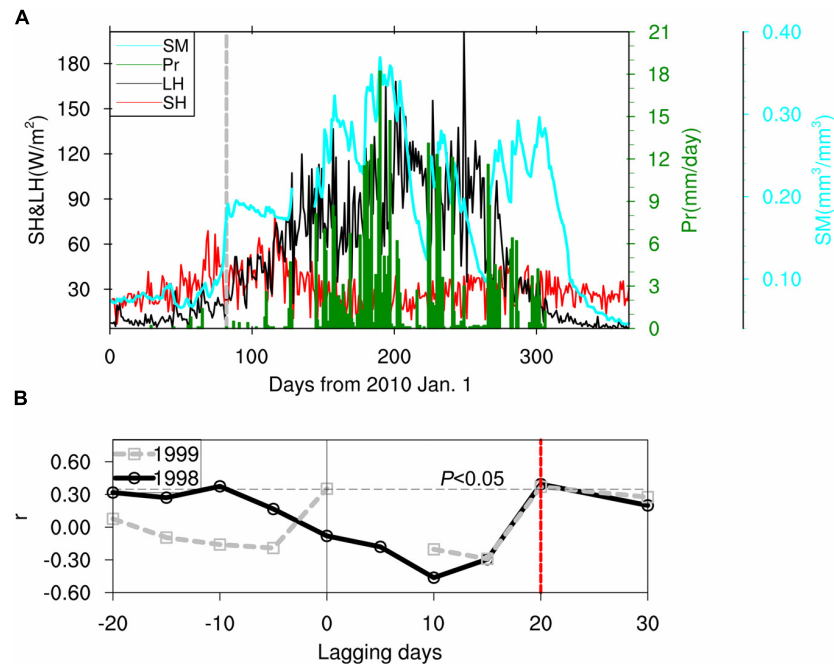 A
SM
Pr
LH
SH
SH&LH(W/m²)
180
150
120
90
60
30
0
100
200
300
Days from 2010 Jan. 1
21
18
15
12
9
6
3
0
Pr(mm/day)
0.40
0.30
0.20
0.10
SM(mm³/mm³)
B
1999
1998
P<0.05
r
0.60
0.30
0.00
-0.30
-0.60
-20
-10
0
10
20
30
Lagging days